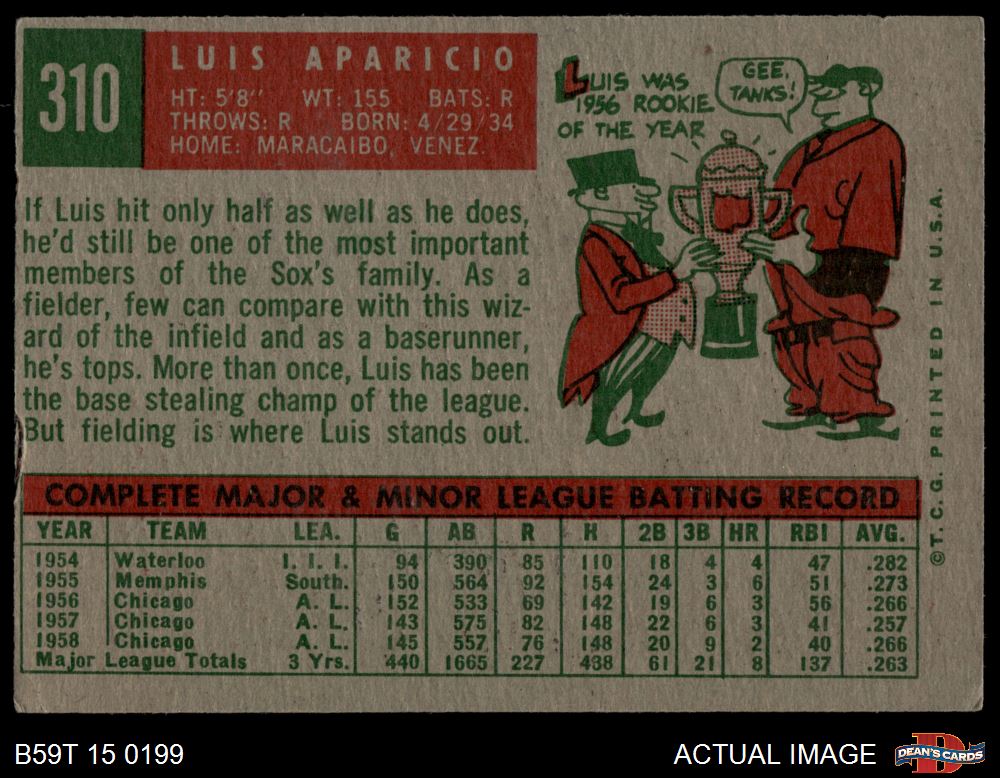 310
LUIS APARICIO
HT: 5'8" WT: 155 BATS: R
THROWS: R BORN: 4/29/34
HOME: MARACAIBO, VENEZ.
LUIS WAS
1956 ROOKIE
OF THE YEAR
GEE,
TANKS!
If Luis hit only half as well as he does,
he'd still be one of the most important
members of the Sox's family. As a
fielder, few can compare with this wiz-
ard of the infield and as a baserunner,
he's tops. More than once, Luis has been
the base stealing champ of the league.
But fielding is where Luis stands out.
COMPLETE MAJOR & MINOR LEAGUE BATTING RECORD
YEAR TEAM LEA. G AB R H 2B 3B HR RBI AVG.
1954 Waterloo I. I. I. 94 390 85 110 18 4 4 47 .282
1955 Memphis South. 150 564 92 154 24 3 6 51 .273
1956 Chicago A. L. 152 533 69 142 19 6 3 56 .266
1957 Chicago A. L. 143 575 82 148 22 6 3 41 .257
1958 Chicago A. L. 145 557 76 148 20 9 2 40 .266
Major League Totals 3 Yrs. 440 1665 227 438 61 21 8 137 .263
©T. C. G. PRINTED IN U.S.A.
B59T 15 0199
ACTUAL IMAGE
DEAN'S CARDS